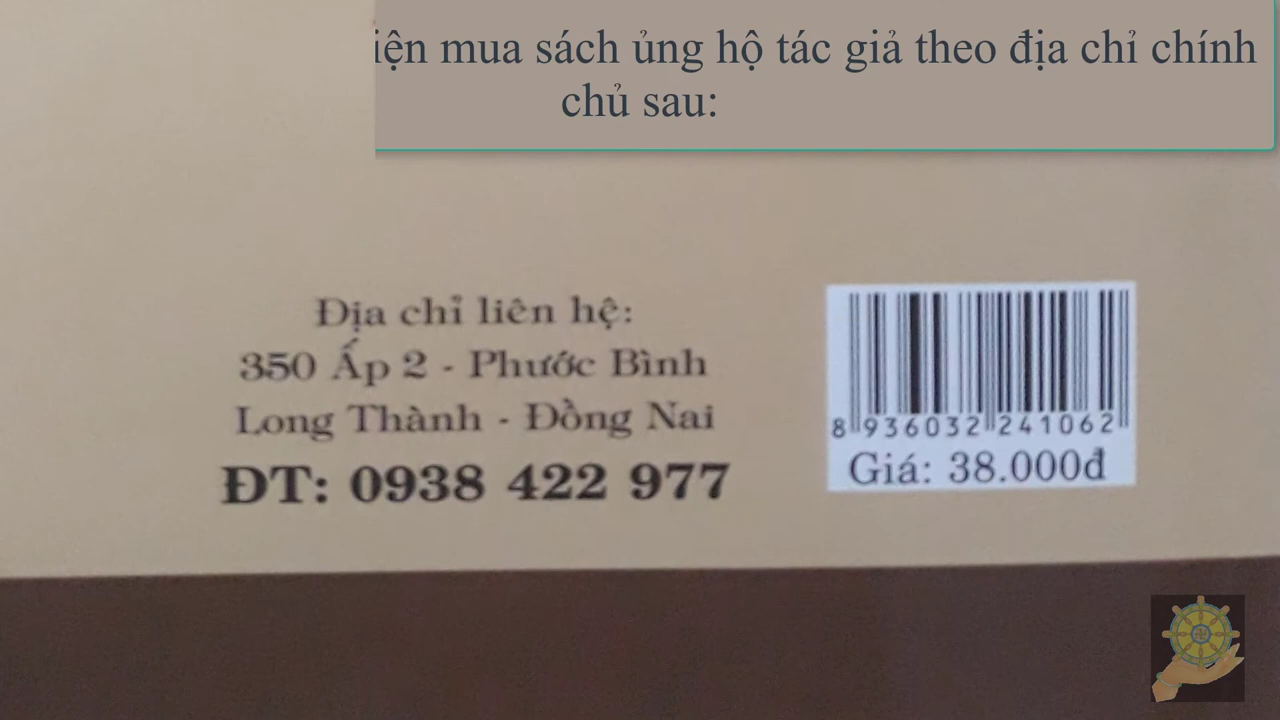 iện mua sách ủng hộ tác giả theo địa chỉ chính
chủ sau:
Địa chỉ liên hệ:
350 Ấp 2 - Phước Bình
Long Thành - Đồng Nai
ĐT: 0938 422 977
8 936032 241062
Giá: 38.000đ